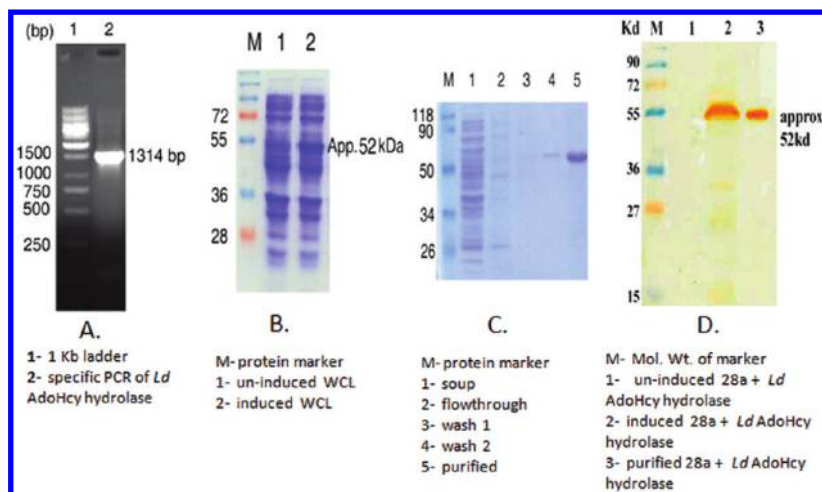 (bp) 1 2
1500
1000
750
500
250
1314 bp
A.
1- 1 Kb ladder
2- specific PCR of Ld
AdoHcy hydrolase
M 1 2
72
55
36
28
App. 52kDa
B.
M- protein marker
1- un-induced WCL
2- induced WCL
M 1 2 3 4 5
118
90
50
34
26
C.
M- protein marker
1- soup
2- flowthrough
3- wash 1
4- wash 2
5- purified
Kd M 1 2 3
90
72
55
36
27
15
approx
52kd
D.
M- Mol. Wt. of marker
1- un-induced 28a + Ld
AdoHcy hydrolase
2- induced 28a + Ld AdoHcy
hydrolase
3- purified 28a + Ld AdoHcy
hydrolase